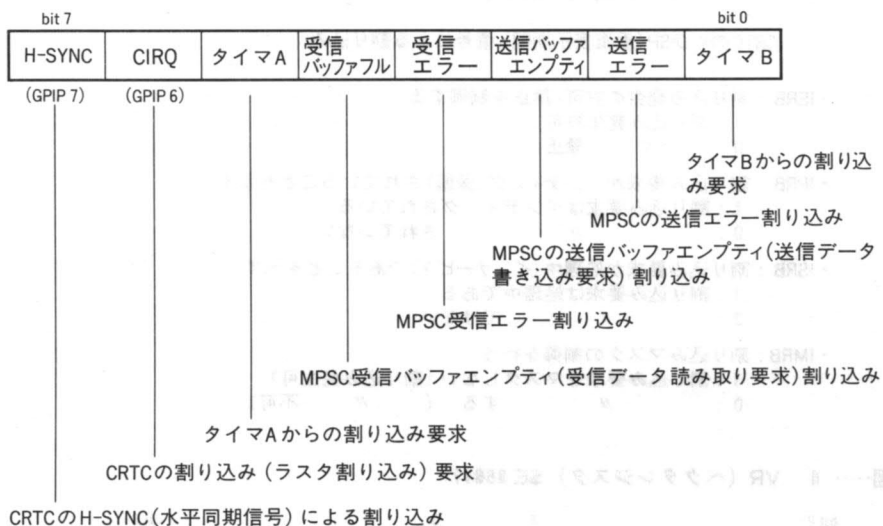 bit 7
bit 0
H-SYNC
CIRQ
タイマA
受信
バッファフル
受信
エラー
送信バッファ
エンプティ
送信
エラー
タイマB
(GPIP 7)
(GPIP 6)
タイマBからの割り込
み要求
MPSCの送信エラー割り込み
MPSCの送信バッファエンプティ(送信データ
書き込み要求)割り込み
MPSC受信エラー割り込み
MPSC受信バッファエンプティ(受信データ読み取り要求)割り込み
タイマAからの割り込み要求
CRTCの割り込み(ラスタ割り込み)要求
CRTCのH-SYNC(水平同期信号)による割り込み